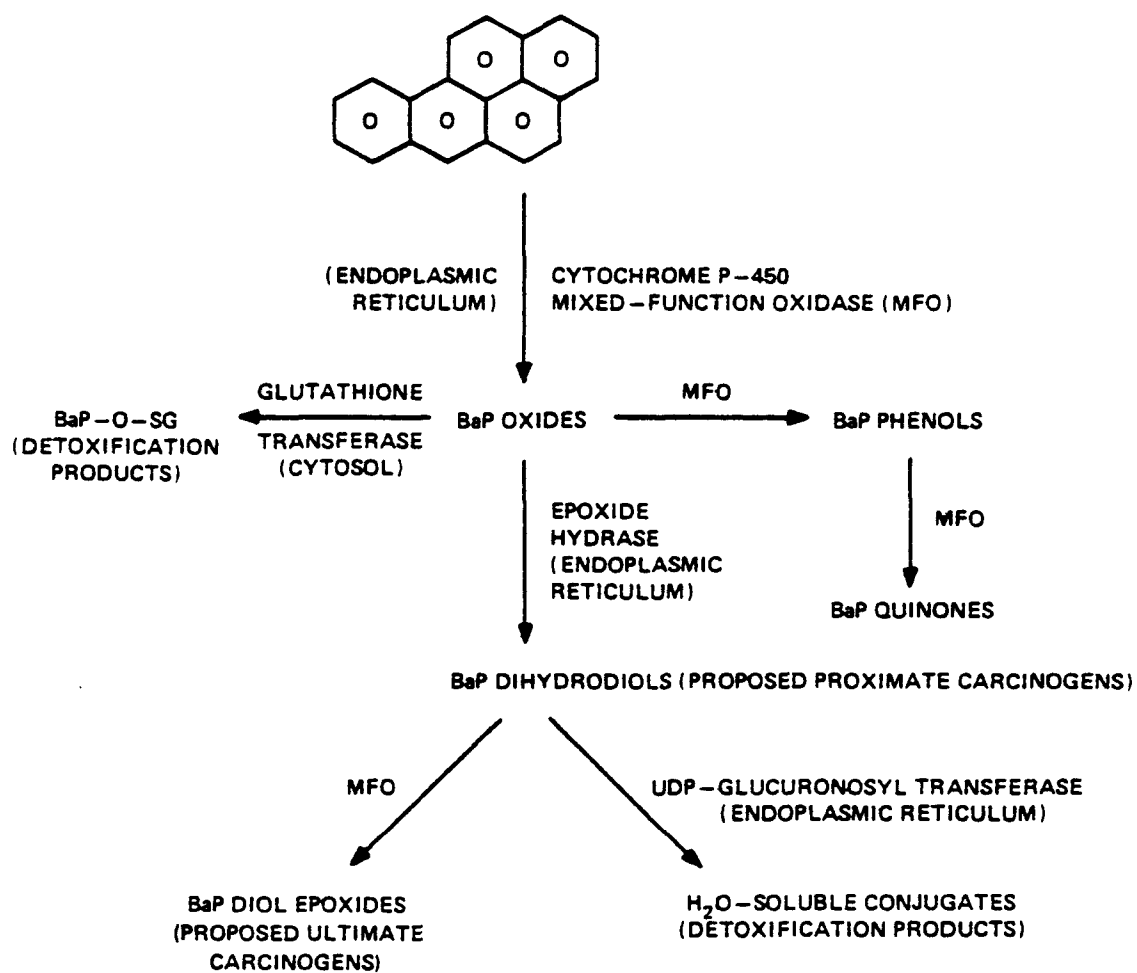 O O
O O O
(ENDOPLASMIC
RETICULUM)
CYTOCHROME P-450
MIXED-FUNCTION OXIDASE (MFO)
GLUTATHIONE
TRANSFERASE
(CYTOSOL)
BaP-O-SG
(DETOXIFICATION
PRODUCTS)
BaP OXIDES
MFO
BaP PHENOLS
EPOXIDE
HYDRASE
(ENDOPLASMIC
RETICULUM)
MFO
BaP QUINONES
BaP DIHYDRODIOLS (PROPOSED PROXIMATE CARCINOGENS)
MFO
UDP-GLUCURONOSYL TRANSFERASE
(ENDOPLASMIC RETICULUM)
BaP DIOL EPOXIDES
(PROPOSED ULTIMATE
CARCINOGENS)
H₂O-SOLUBLE CONJUGATES
(DETOXIFICATION PRODUCTS)